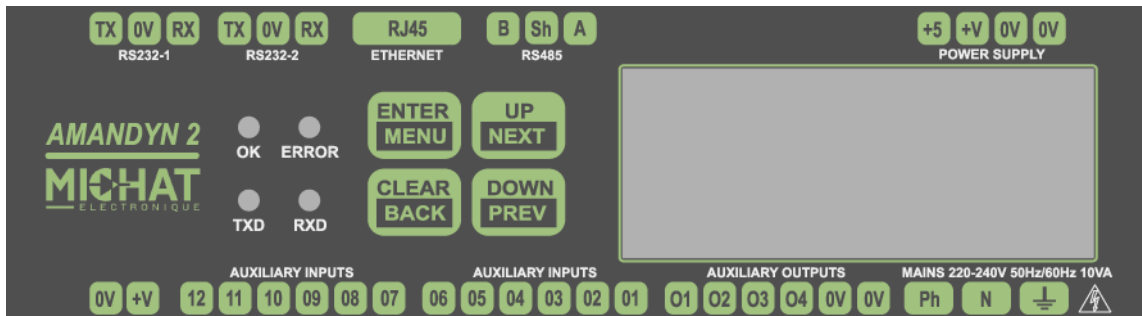 TX 0V RX TX 0V RX RJ45 B Sh A +5 +V 0V 0V
RS232-1 RS232-2 ETHERNET RS485 POWER SUPPLY
ENTER UP
MENU NEXT
AMANDYN 2
OK ERROR
MICHAT
ELECTRONIQUE
CLEAR DOWN
BACK PREV
TXD RXD
AUXILIARY INPUTS AUXILIARY INPUTS AUXILIARY OUTPUTS MAINS 220-240V 50Hz/60Hz 10VA
0V +V 12 11 10 09 08 07 06 05 04 03 02 01 O1 O2 O3 O4 0V 0V Ph N